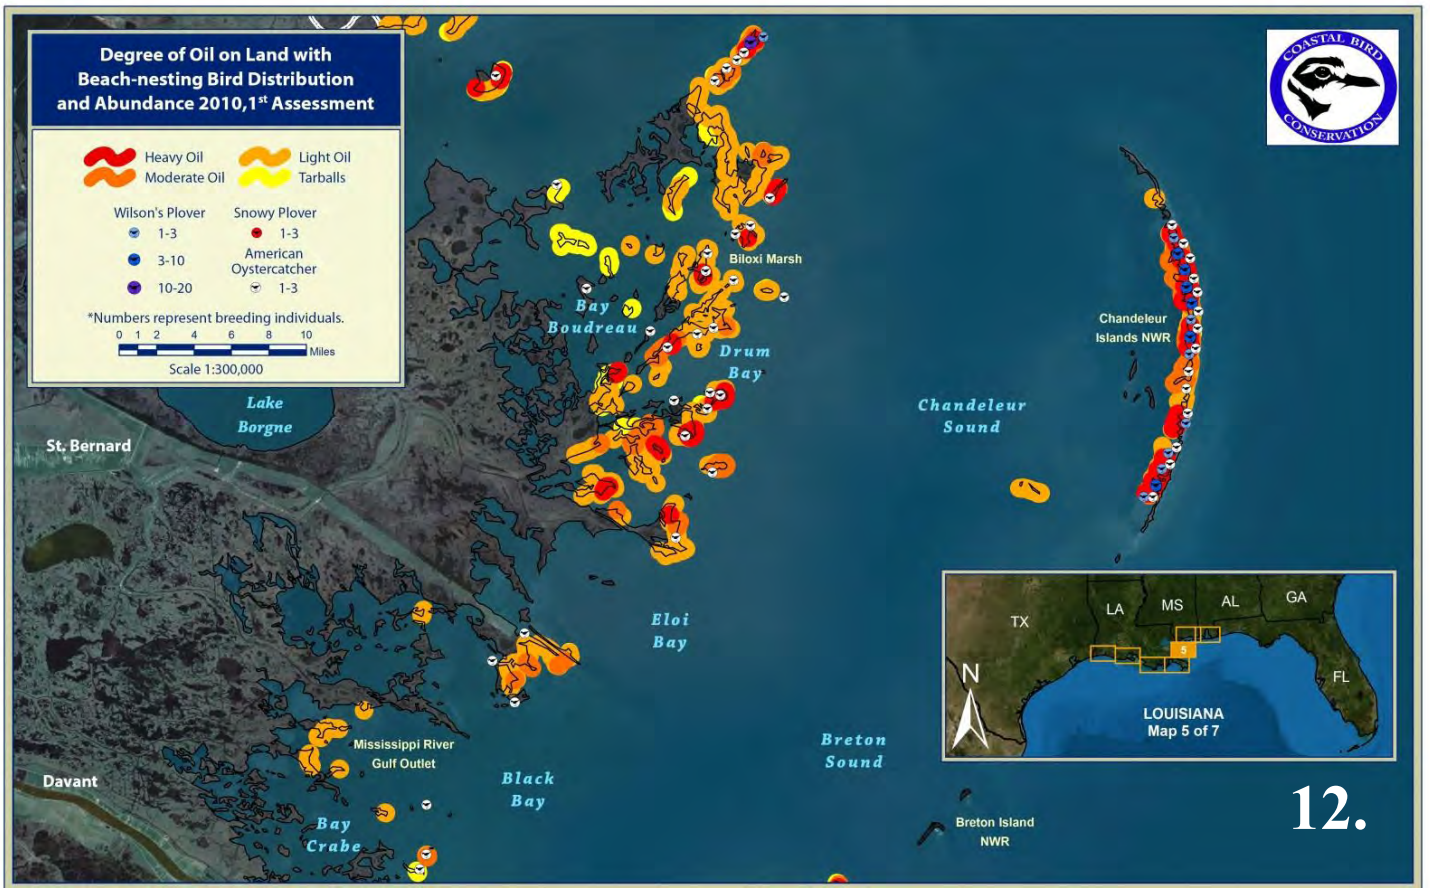 Degree of Oil on Land with
Beach-nesting Bird Distribution
and Abundance 2010,1st Assessment
Heavy Oil
Light Oil
Moderate Oil
Tarballs
Wilson's Plover
Snowy Plover
1-3
1-3
3-10
American
Oystercatcher
10-20
1-3
*Numbers represent breeding individuals.
0 1 2 4 6 8 10
Miles
Scale 1:300,000
COASTAL BIRD
CONSERVATION
Biloxi Marsh
Bay
Boudreau
Drum
Bay
Chandeleur
Islands NWR
Lake
Borgne
Chandeleur
Sound
St. Bernard
Eloi
Bay
TX
LA
MS
AL
GA
5
FL
N
LOUISIANA
Map 5 of 7
Mississippi River
Gulf Outlet
Breton
Sound
Davant
Black
Bay
Bay
Crabe
Breton Island
NWR
12.